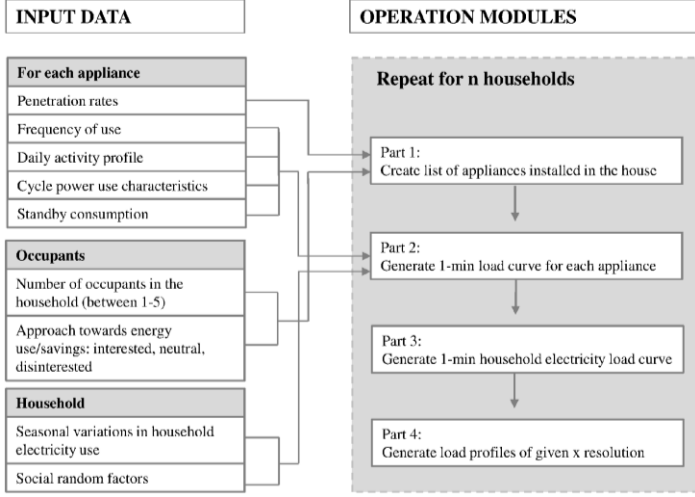 INPUT DATA
OPERATION MODULES
For each appliance
Penetration rates
Frequency of use
Daily activity profile
Cycle power use characteristics
Standby consumption
Occupants
Number of occupants in the
household (between 1-5)
Approach towards energy
use/savings: interested, neutral,
disinterested
Household
Seasonal variations in household
electricity use
Social random factors
Repeat for n households
Part 1:
Create list of appliances installed in the house
Part 2:
Generate 1-min load curve for each appliance
Part 3:
Generate 1-min household electricity load curve
Part 4:
Generate load profiles of given x resolution